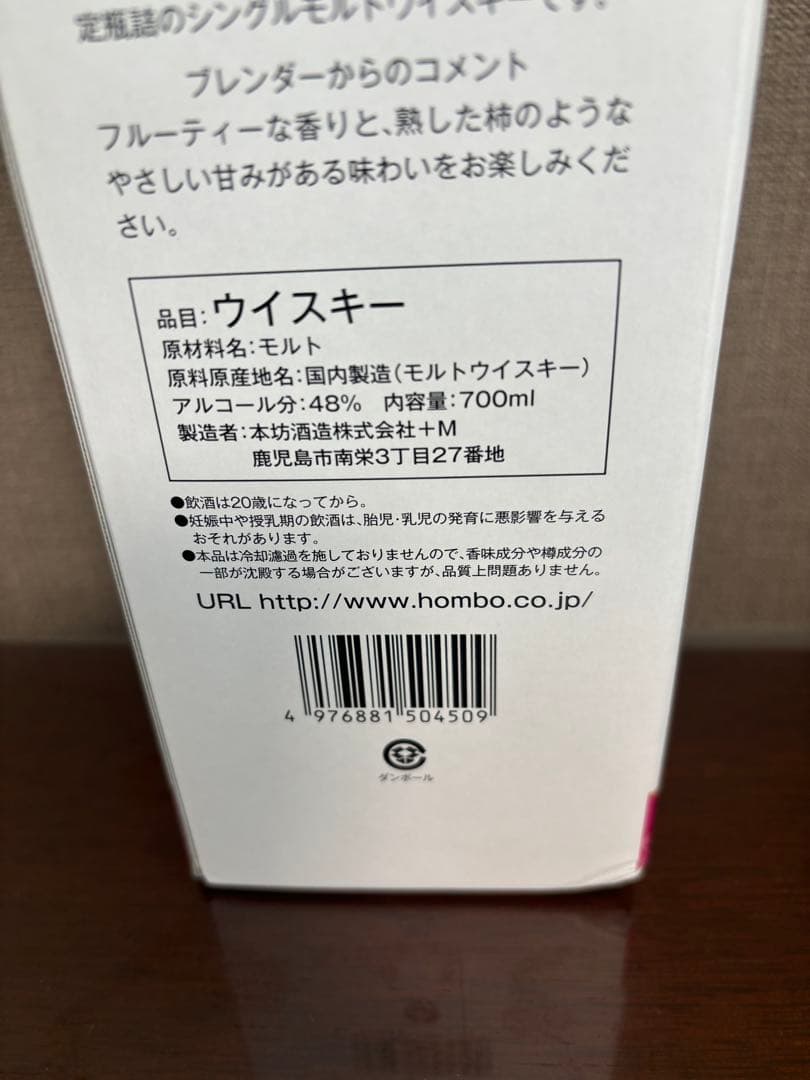 定瓶詰のシングルモルトウイスキーです。
ブレンダーからのコメント
フルーティーな香りと、熟した柿のような
やさしい甘みがある味わいをお楽しみくだ
さい。
品目:ウイスキー
原材料名:モルト
原料原産地名:国内製造(モルトウイスキー)
アルコール分:48% 内容量:700ml
製造者:本坊酒造株式会社+M
鹿児島市南栄3丁目27番地
●飲酒は20歳になってから。
●妊娠中や授乳期の飲酒は、胎児・乳児の発育に悪影響を与える
おそれがあります。
●本品は冷却濾過を施しておりませんので、香味成分や樽成分の
一部が沈殿する場合がございますが、品質上問題ありません。
URL http://www.hombo.co.jp/
4 976881 504509
ダンボール